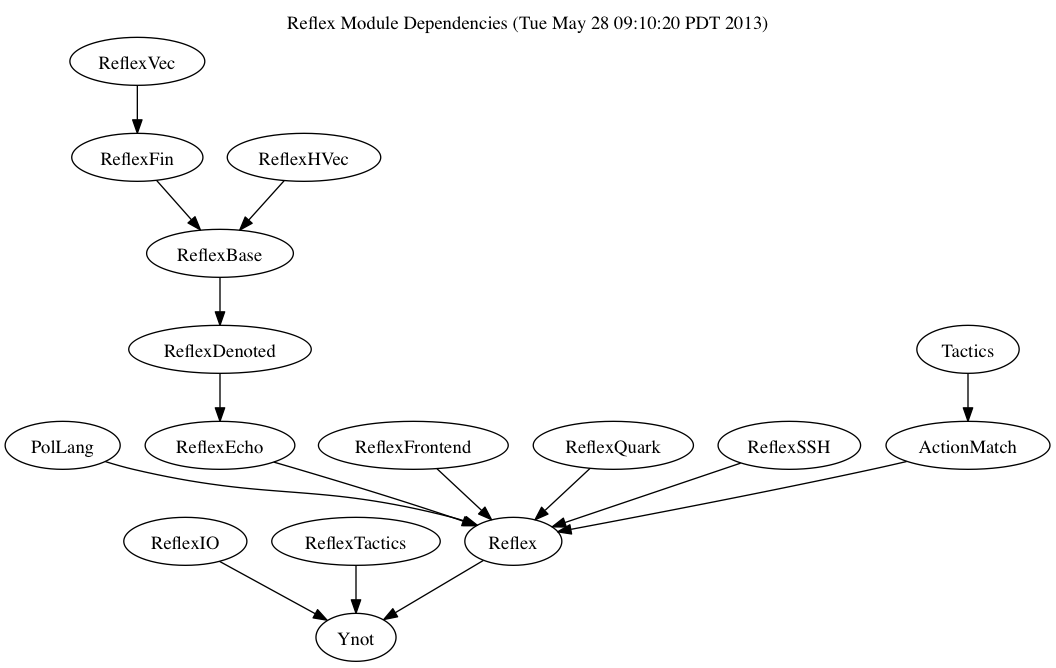 Reflex Module Dependencies (Tue May 28 09:10:20 PDT 2013)
ReflexVec
ReflexFin
ReflexHVec
ReflexBase
ReflexDenoted
Tactics
PolLang
ReflexEcho
ReflexFrontend
ReflexQuark
ReflexSSH
ActionMatch
ReflexIO
ReflexTactics
Reflex
Ynot